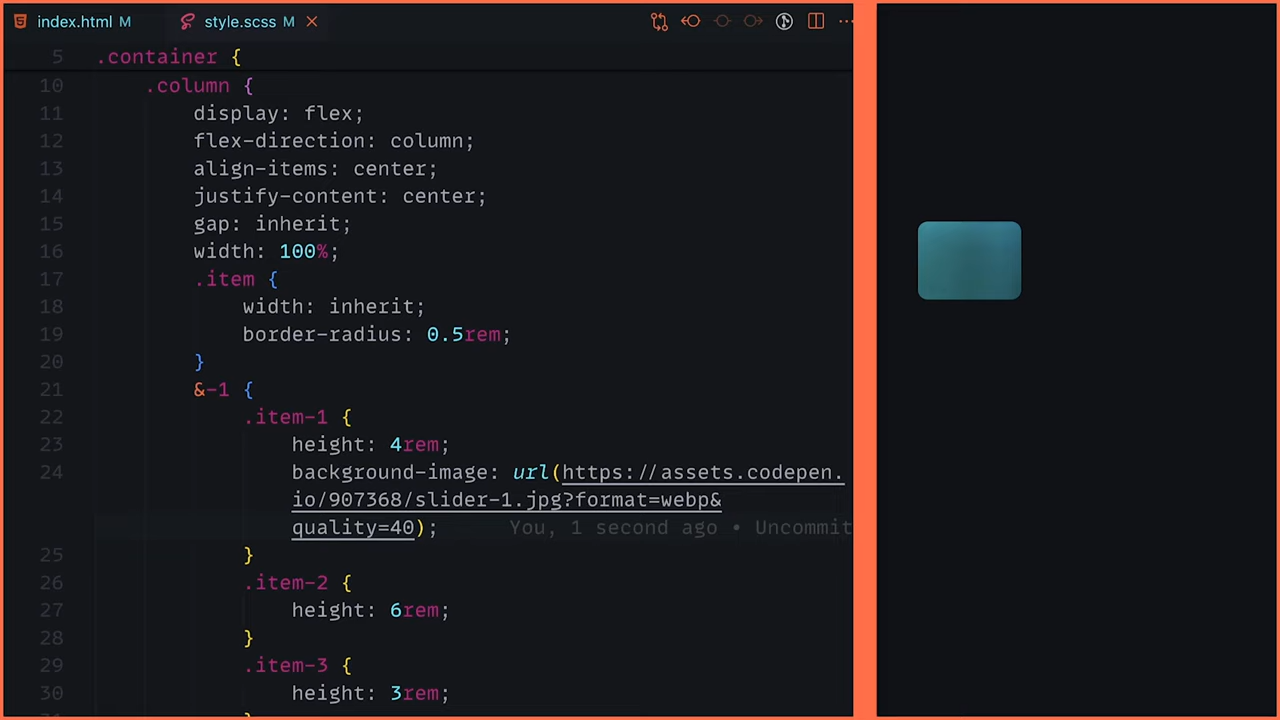 index.html M style.scss M
5 .container {
10 .column {
11 display: flex;
12 flex-direction: column;
13 align-items: center;
14 justify-content: center;
15 gap: inherit;
16 width: 100%;
17 .item {
18 width: inherit;
19 border-radius: 0.5rem;
20 }
21 &-1 {
22 .item-1 {
23 height: 4rem;
24 background-image: url(https://assets.codepen.
io/907368/slider-1.jpg?format=webp&
quality=40); You, 1 second ago • Uncommit
25 }
26 .item-2 {
27 height: 6rem;
28 }
29 .item-3 {
30 height: 3rem;